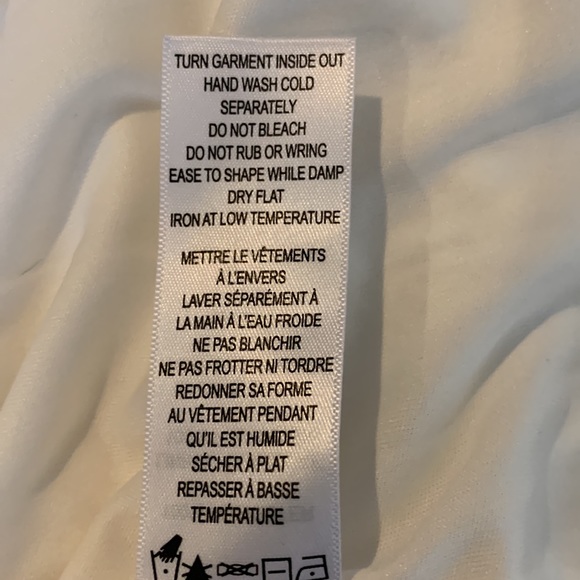 TURN GARMENT INSIDE OUT
HAND WASH COLD
SEPARATELY
DO NOT BLEACH
DO NOT RUB OR WRING
EASE TO SHAPE WHILE DAMP
DRY FLAT
IRON AT LOW TEMPERATURE
METTRE LE VÊTEMENTS
À L'ENVERS
LAVER SÉPARÉMENT À
LA MAIN À L'EAU FROIDE
NE PAS BLANCHIR
NE PAS FROTTER NI TORDRE
REDONNER SA FORME
AU VÊTEMENT PENDANT
QU'IL EST HUMIDE
SÉCHER À PLAT
REPASSER À BASSE
TEMPÉRATURE